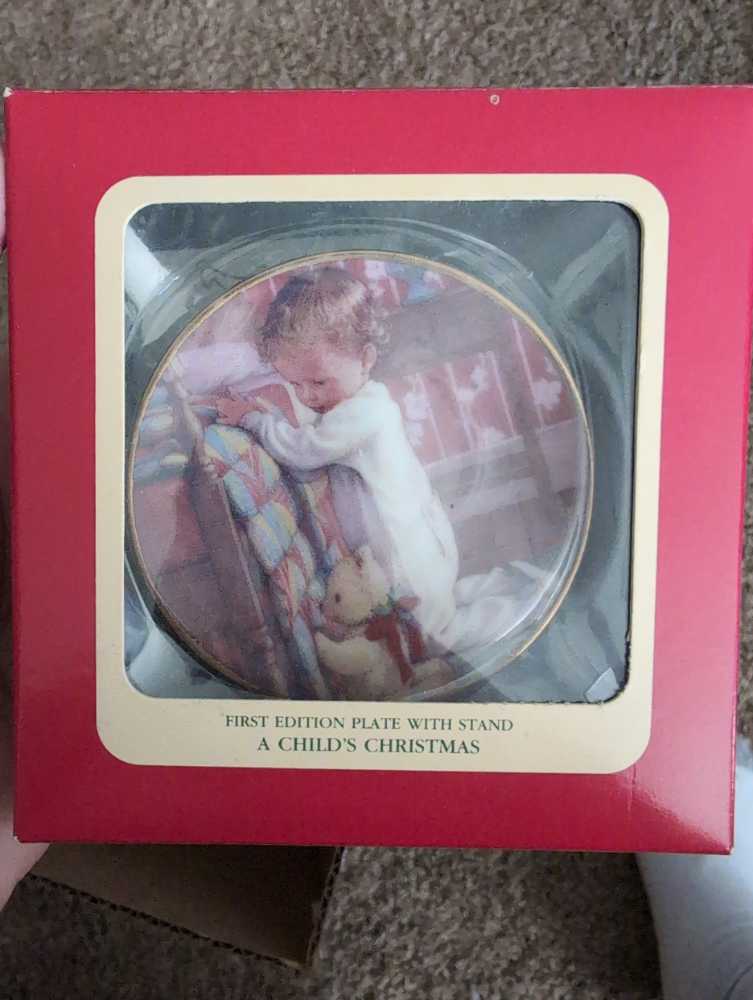 FIRST EDITION PLATE WITH STAND
A CHILD'S CHRISTMAS